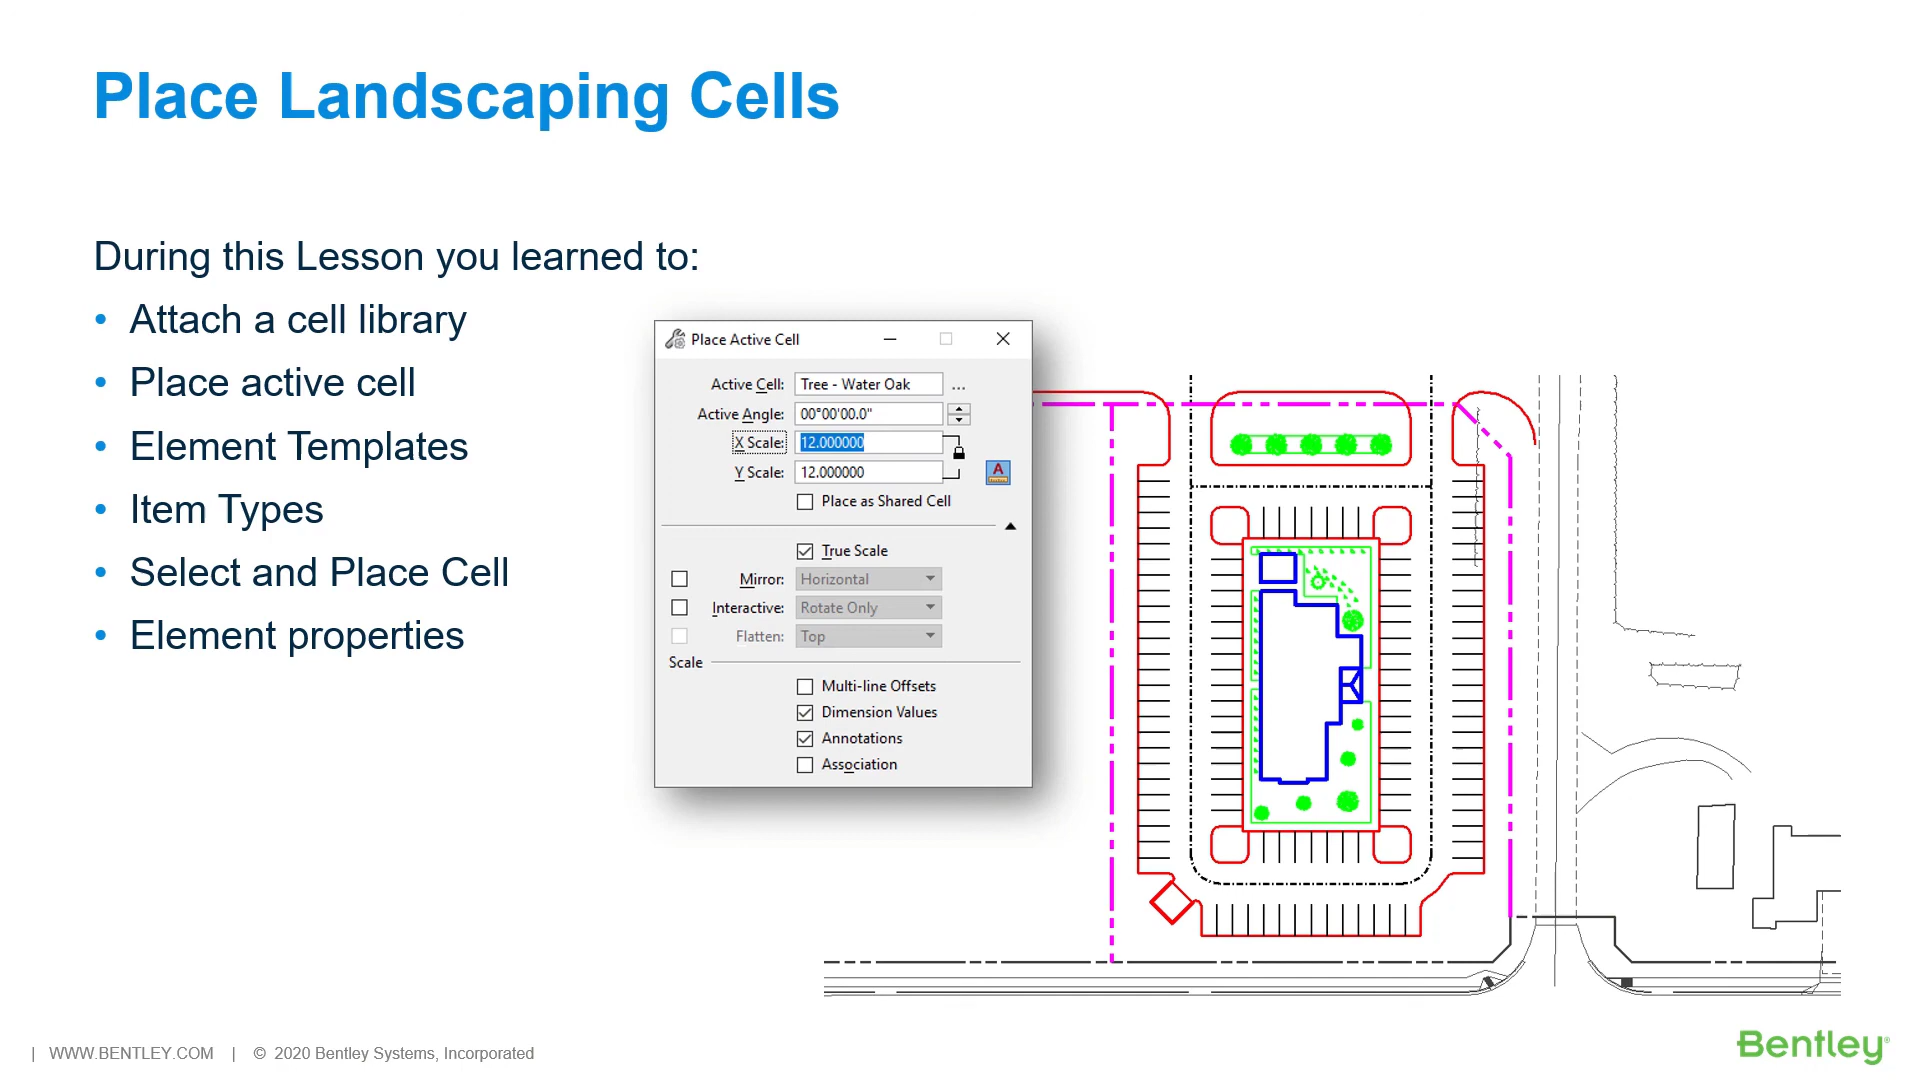 Place Landscaping Cells
During this Lesson you learned to:
• Attach a cell library
• Place active cell
• Element Templates
• Item Types
• Select and Place Cell
• Element properties
Place Active Cell
Active Cell: Tree - Water Oak ...
Active Angle: 00°00'00.0"
X Scale: 12.000000
Y Scale: 12.000000
A
Place as Shared Cell
True Scale
Mirror: Horizontal
Interactive: Rotate Only
Flatten: Top
Scale
Multi-line Offsets
Dimension Values
Annotations
Association
| WWW.BENTLEY.COM | © 2020 Bentley Systems, Incorporated
Bentley®